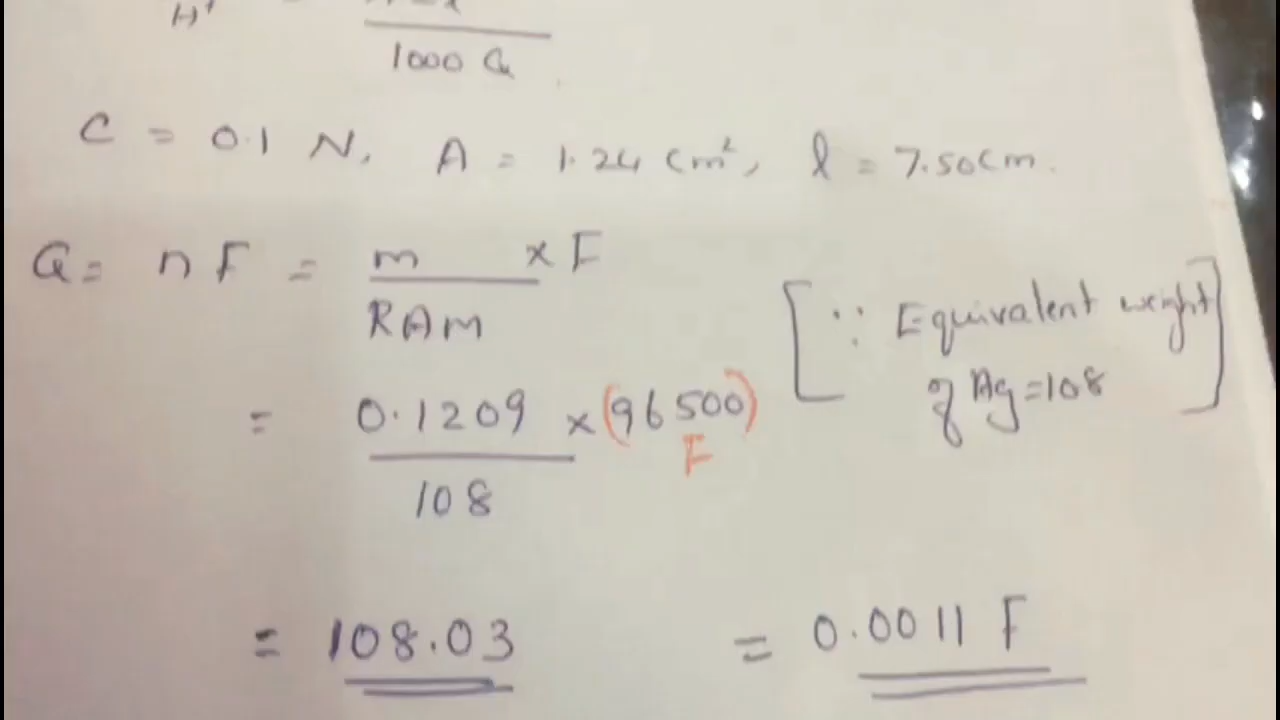 H+ =
1000 Q
C = 0.1 N, A = 1.24 cm², l = 7.50cm.
Q = nF = m/RAM × F
[∵ Equivalent weight of Ag=108]
= 0.1209/108 × (96500) F
= 108.03 = 0.0011 F